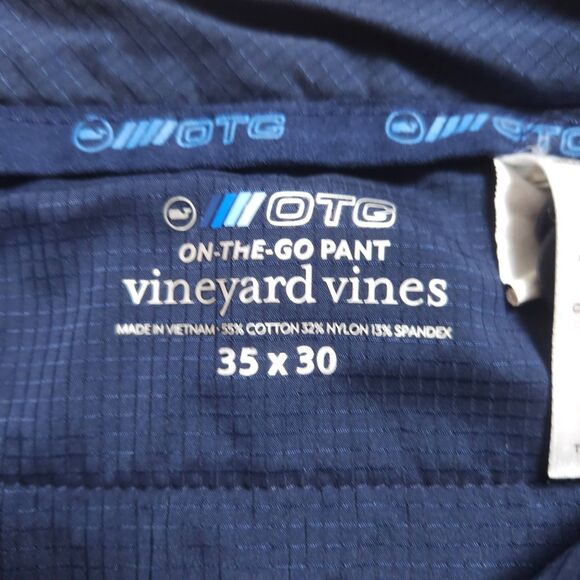 OTG OTG
OTG
ON-THE-GO PANT
vineyard vines
MADE IN VIETNAM · 55% COTTON 32% NYLON 13% SPANDEX
35 x 30